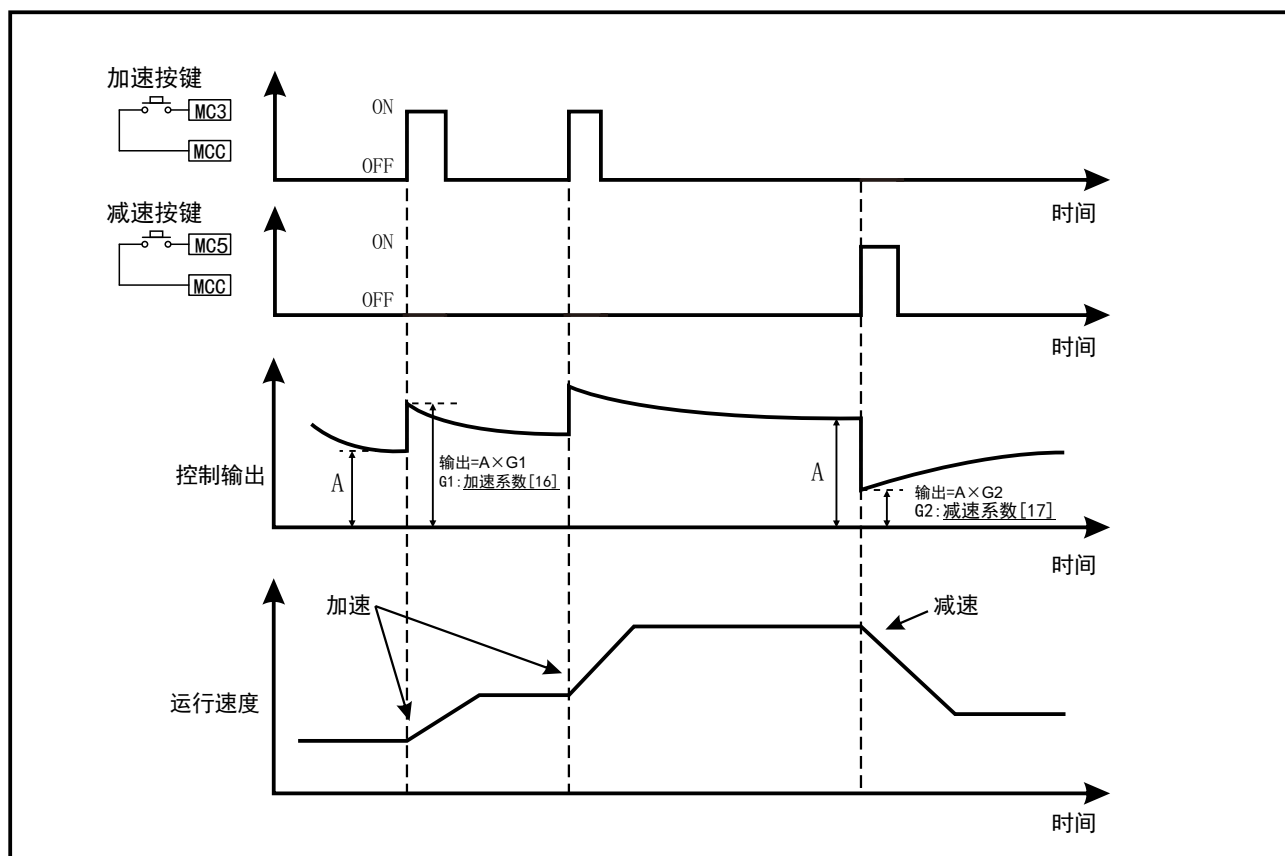 加速按键
MC3
MCC
ON
OFF
时间
减速按键
MC5
MCC
ON
OFF
时间
控制输出
A
输出=A×G1
G1:加速系数[16]
A
输出=A×G2
G2:减速系数[17]
时间
加速
减速
运行速度
时间